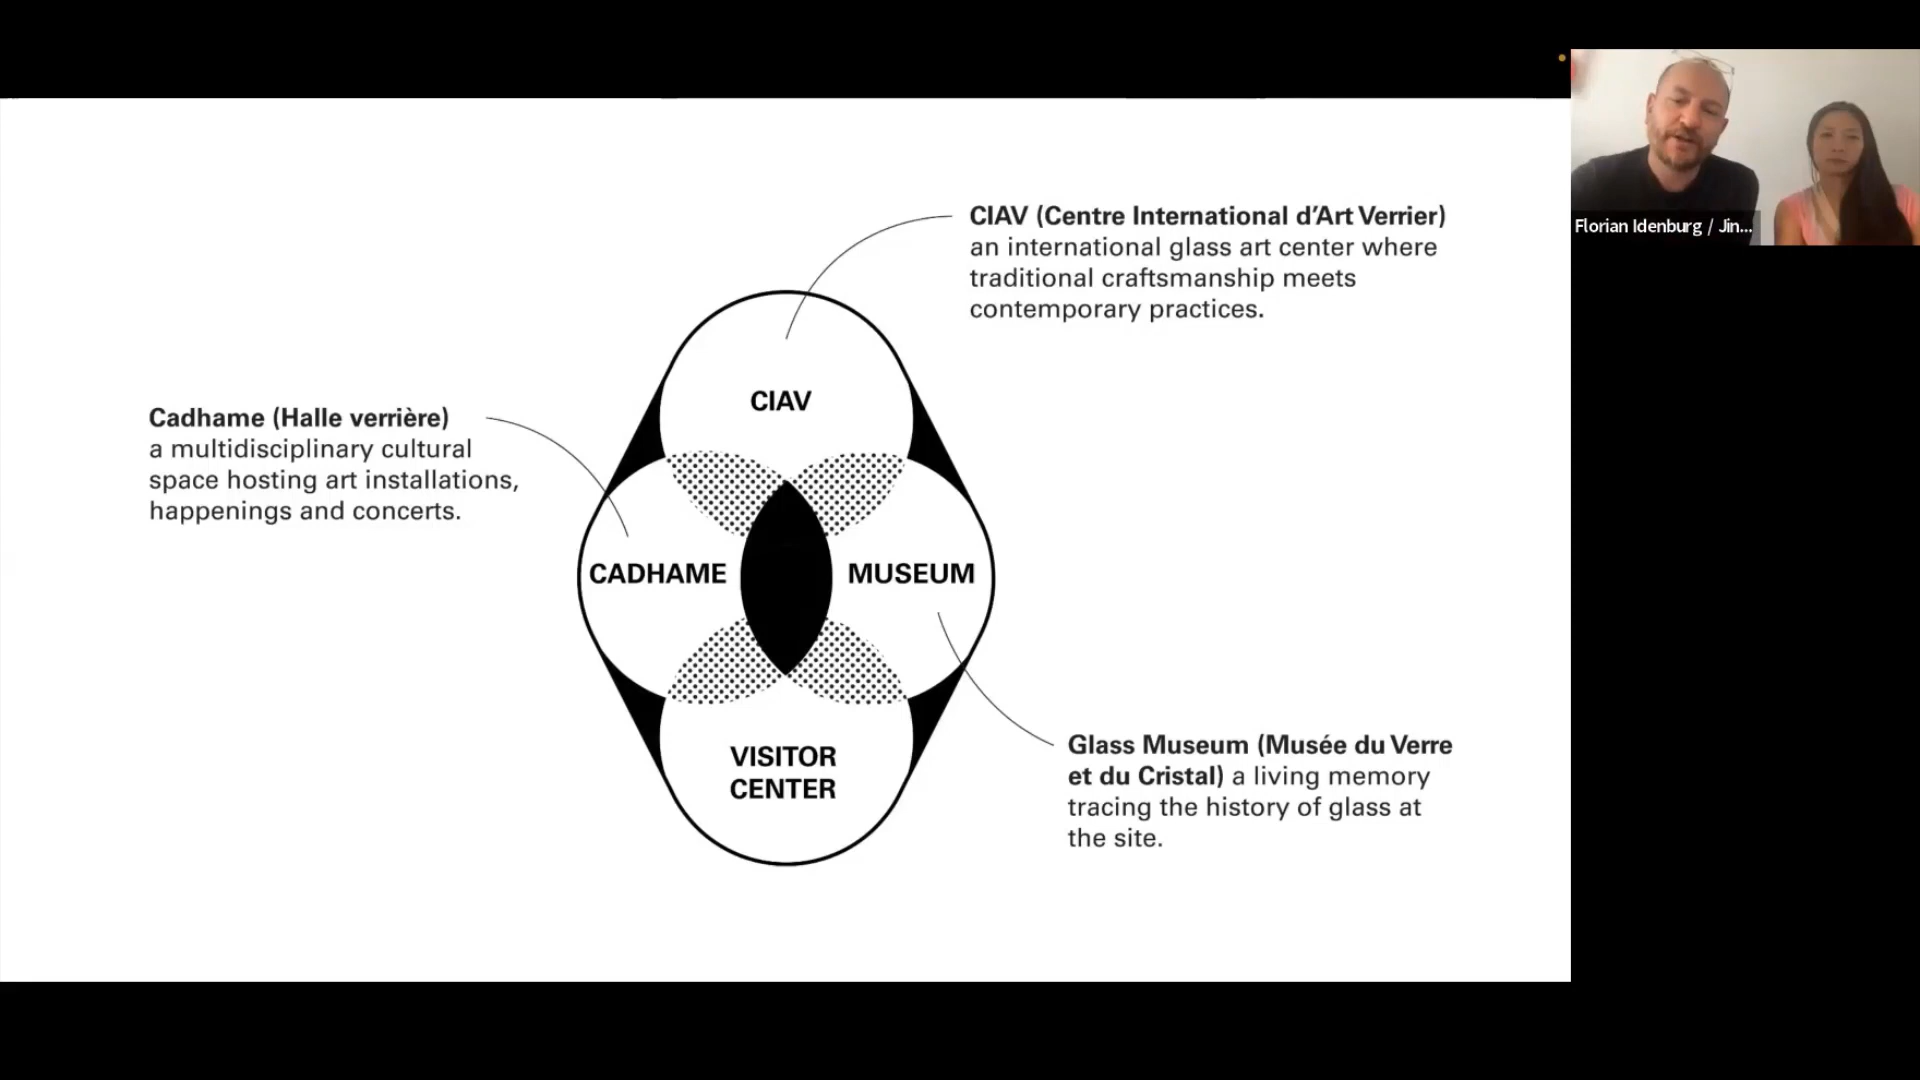 CIAV (Centre International d’Art Verrier)
an international glass art center where
traditional craftsmanship meets
contemporary practices.
Cadhame (Halle verrière)
a multidisciplinary cultural
space hosting art installations,
happenings and concerts.
CIAV
CADHAME
MUSEUM
VISITOR
CENTER
Glass Museum (Musée du Verre
et du Cristal) a living memory
tracing the history of glass at
the site.
Florian Idenburg / Jin...